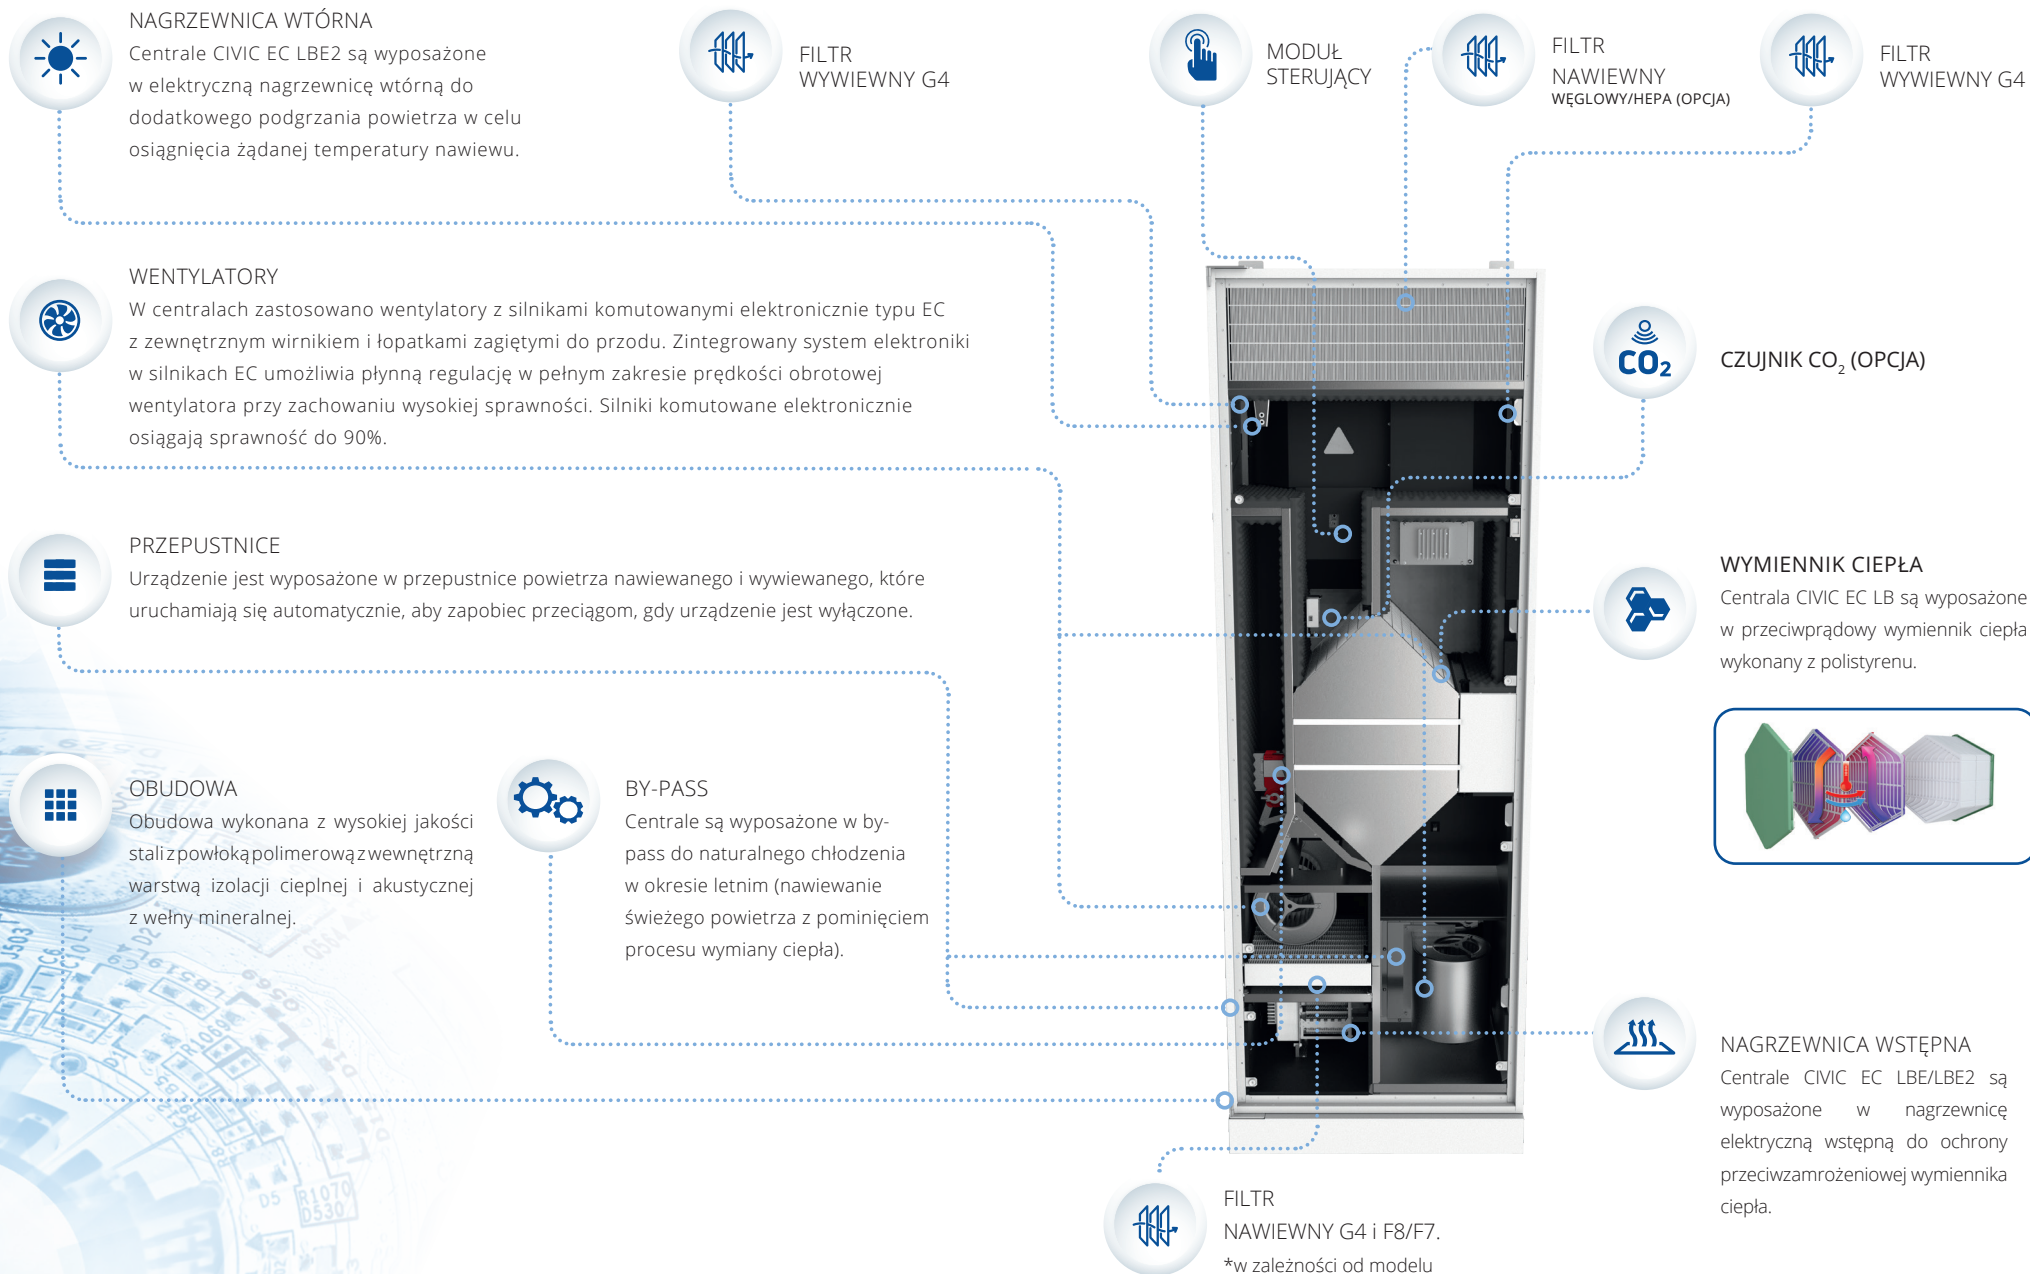 NAGRZEWNICA WTÓRNA
Centrale CIVIC EC LBE2 są wyposażone
w elektryczną nagrzewnicę wtórną do
dodatkowego podgrzania powietrza w celu
osiągnięcia żądanej temperatury nawiewu.
FILTR
WYWIEWNY G4
MODUŁ
STERUJĄCY
FILTR
NAWIEWNY
WĘGLOWY/HEPA (OPCJA)
FILTR
WYWIEWNY G4
WENTYLATORY
W centralach zastosowano wentylatory z silnikami komutowanymi elektronicznie typu EC
z zewnętrznym wirnikiem i łopatkami zagiętymi do przodu. Zintegrowany system elektroniki
w silnikach EC umożliwia płynną regulację w pełnym zakresie prędkości obrotowej
wentylatora przy zachowaniu wysokiej sprawności. Silniki komutowane elektronicznie
osiągają sprawność do 90%.
CO2
CZUJNIK CO2 (OPCJA)
PRZEPUSTNICE
Urządzenie jest wyposażone w przepustnice powietrza nawiewanego i wywiewanego, które
uruchamiają się automatycznie, aby zapobiec przeciągom, gdy urządzenie jest wyłączone.
WYMIENNIK CIEPŁA
Centrala CIVIC EC LB są wyposażone
w przeciwprądowy wymiennik ciepła
wykonany z polistyrenu.
OBUDOWA
Obudowa wykonana z wysokiej jakości
stali z powłoką polimerową z wewnętrzną
warstwą izolacji cieplnej i akustycznej
z wełny mineralnej.
BY-PASS
Centrale są wyposażone w by-
pass do naturalnego chłodzenia
w okresie letnim (nawiewanie
świeżego powietrza z pominięciem
procesu wymiany ciepła).
NAGRZEWNICA WSTĘPNA
Centrale CIVIC EC LBE/LBE2 są
wyposażone w nagrzewnicę
elektryczną wstępną do ochrony
przeciwzamrożeniowej wymiennika
ciepła.
FILTR
NAWIEWNY G4 i F8/F7.
*w zależności od modelu
D529
R1069
D5
R1070
D530